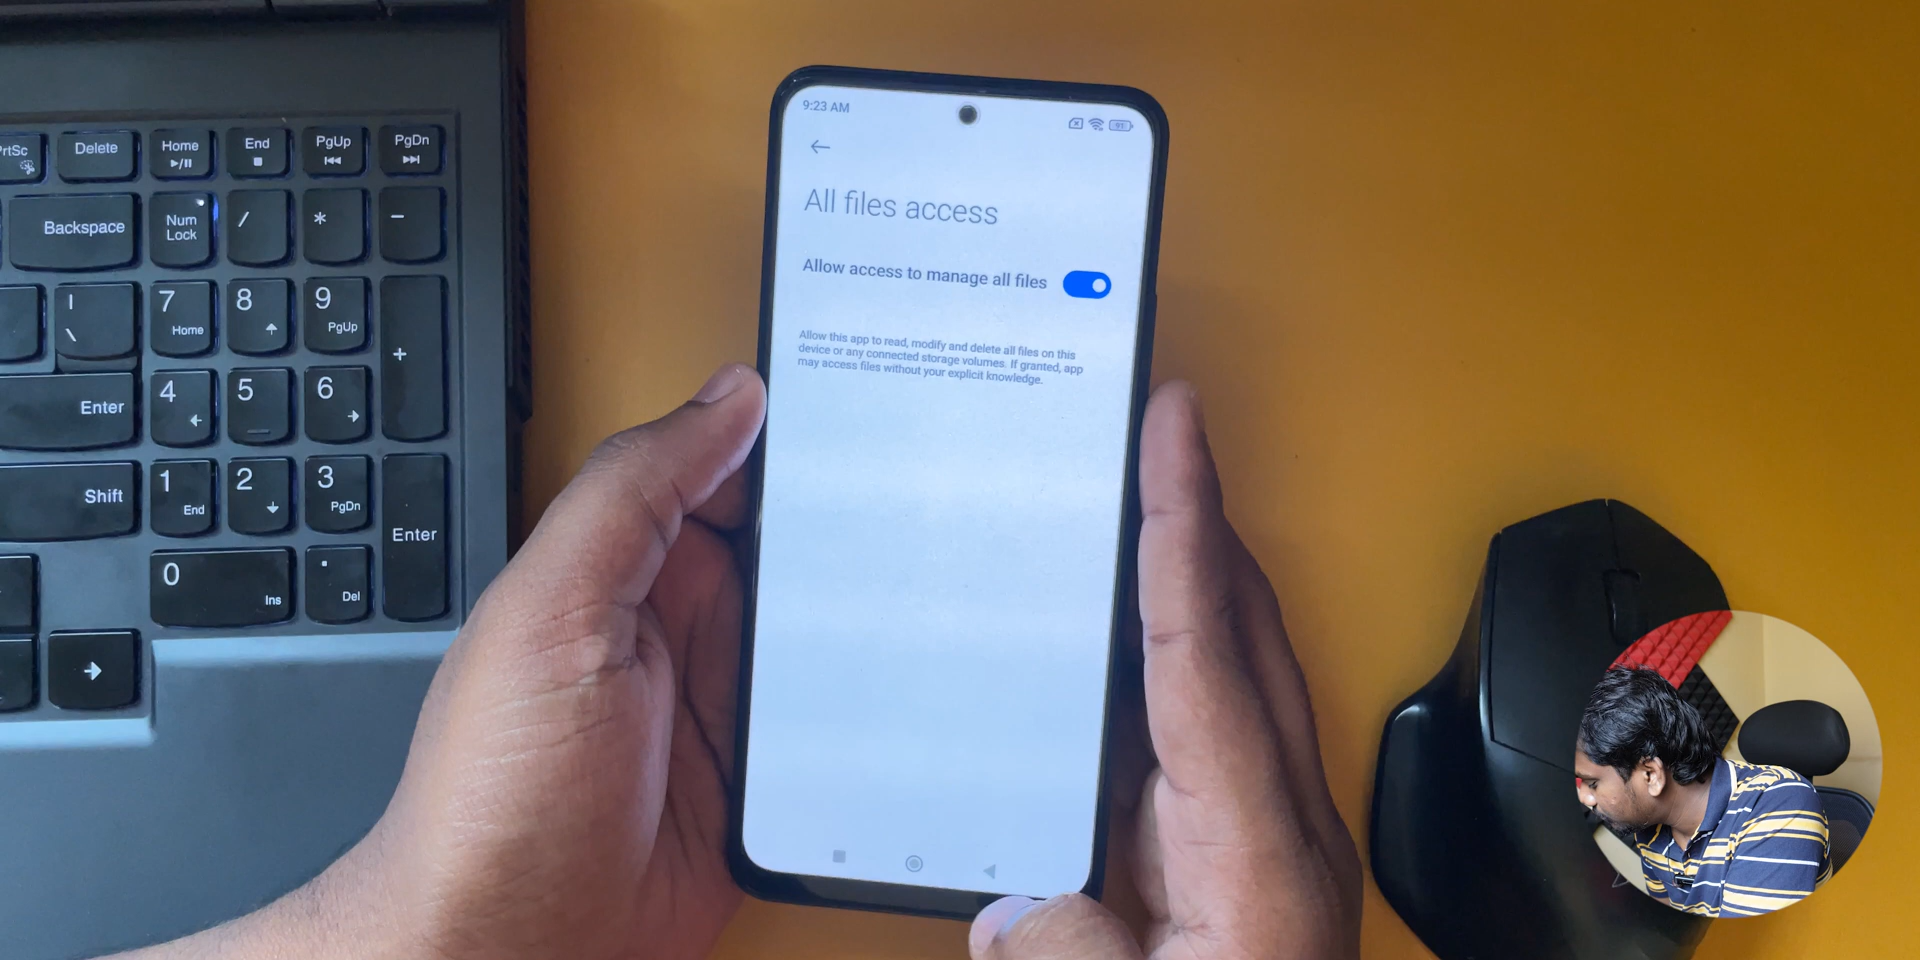 9:23 AM
All files access
Allow access to manage all files
Allow this app to read, modify and delete all files on this
device or any connected storage volumes. If granted, app
may access files without your explicit knowledge.
PrtSc
Delete
Home
End
PgUp
PgDn
Backspace
Num
Lock
/
*
-
|
\
7
Home
8
9
PgUp
+
Enter
4
5
6
Shift
1
End
2
3
PgDn
Enter
0
Ins
.
Del